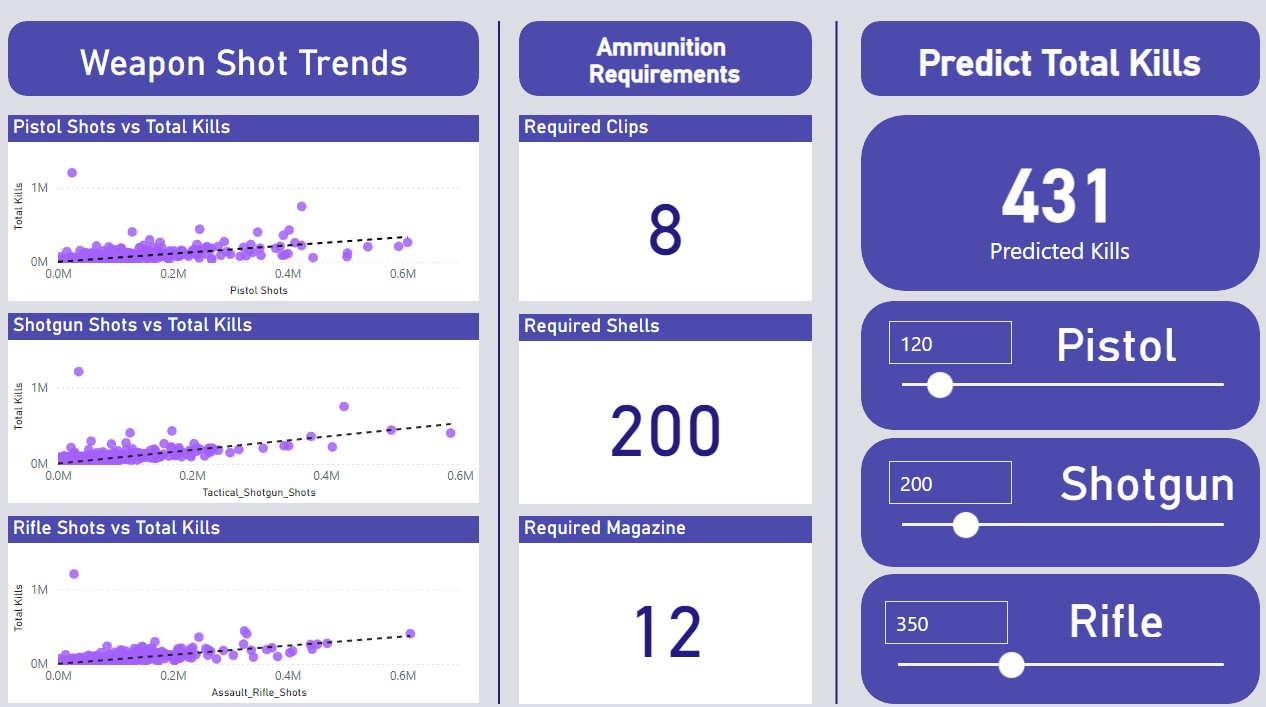 Weapon Shot Trends
Pistol Shots vs Total Kills
Total Kills
1M
0M
0.0M 0.2M 0.4M 0.6M
Pistol Shots
Shotgun Shots vs Total Kills
Total Kills
1M
0M
0.0M 0.2M 0.4M 0.6M
Tactical_Shotgun_Shots
Rifle Shots vs Total Kills
Total Kills
1M
0M
0.0M 0.2M 0.4M 0.6M
Assault_Rifle_Shots
Ammunition
Requirements
Required Clips
8
Required Shells
200
Required Magazine
12
Predict Total Kills
431
Predicted Kills
120 Pistol
200 Shotgun
350 Rifle